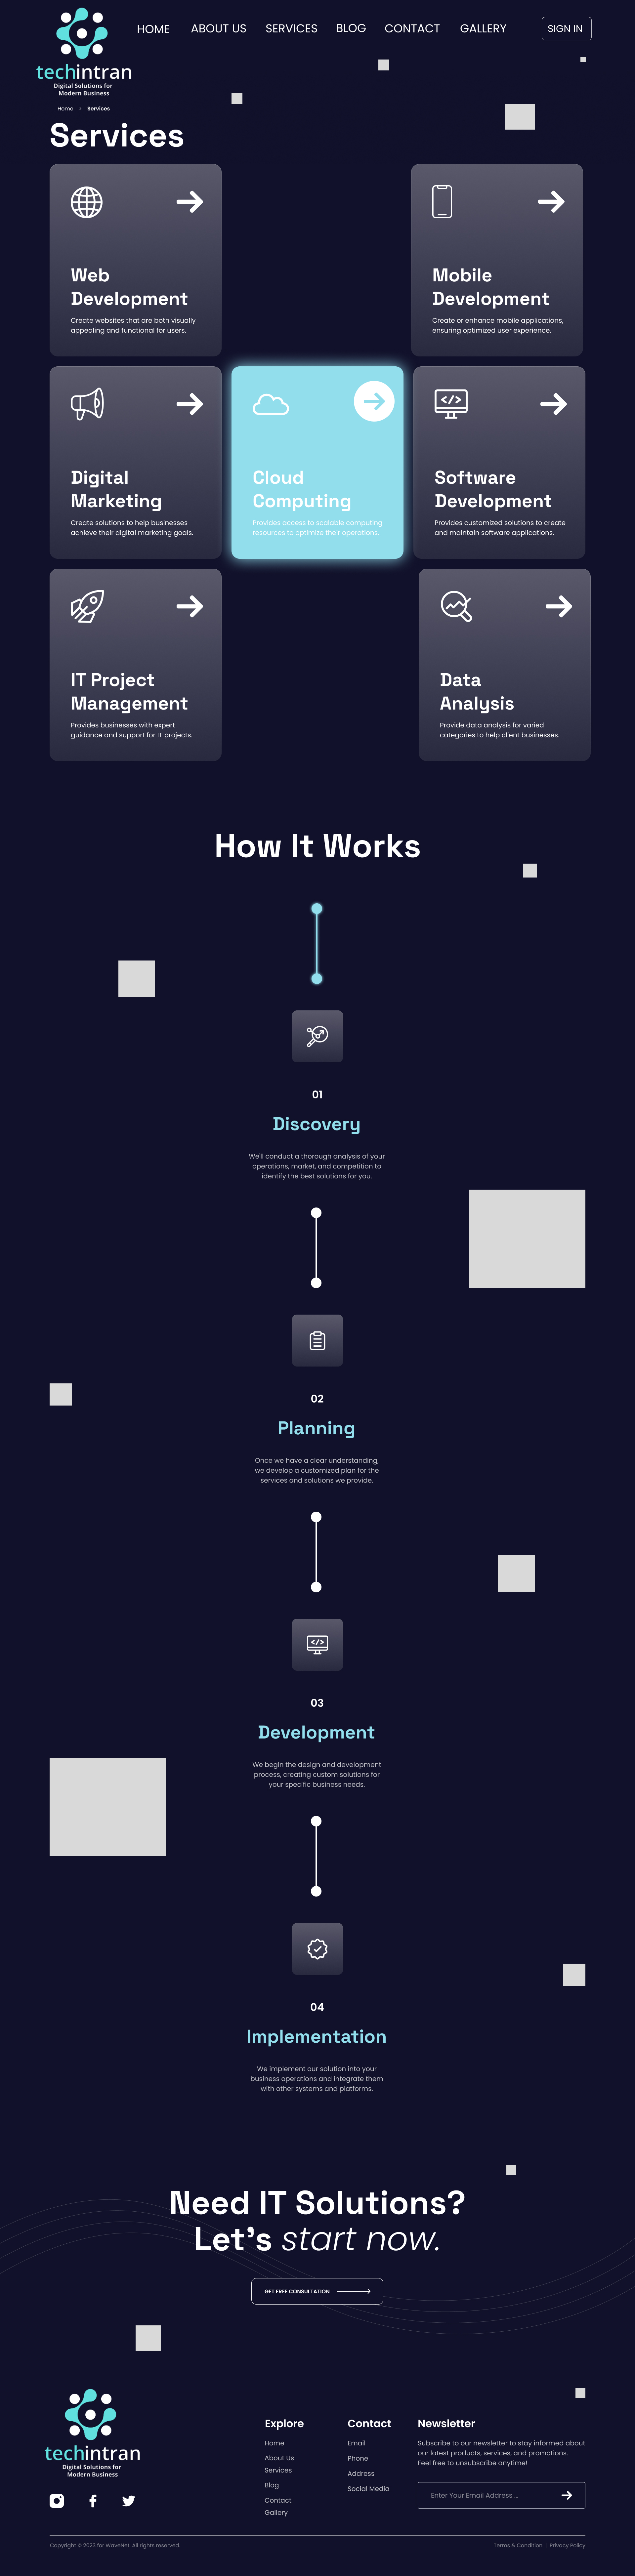 HOME ABOUT US SERVICES BLOG CONTACT GALLERY SIGN IN
techintran
Digital Solutions for
Modern Business
Home > Services
Services
Web
Development
Create websites that are both visually
appealing and functional for users.
Mobile
Development
Create or enhance mobile applications,
ensuring optimized user experience.
Digital
Marketing
Create solutions to help businesses
achieve their digital marketing goals.
Cloud
Computing
Provides access to scalable computing
resources to optimize their operations.
Software
Development
Provides customized solutions to create
and maintain software applications.
IT Project
Management
Provides businesses with expert
guidance and support for IT projects.
Data
Analysis
Provide data analysis for varied
categories to help client businesses.
How It Works
01
Discovery
We'll conduct a thorough analysis of your
operations, market, and competition to
identify the best solutions for you.
02
Planning
Once we have a clear understanding,
we develop a customized plan for the
services and solutions we provide.
03
Development
We begin the design and development
process, creating custom solutions for
your specific business needs.
04
Implementation
We implement our solution into your
business operations and integrate them
with other systems and platforms.
Need IT Solutions?
Let's start now.
GET FREE CONSULTATION
techintran
Digital Solutions for
Modern Business
Explore
Home
About Us
Services
Blog
Contact
Gallery
Contact
Email
Phone
Address
Social Media
Newsletter
Subscribe to our newsletter to stay informed about
our latest products, services, and promotions.
Feel free to unsubscribe anytime!
Enter Your Email Address ...
Copyright © 2023 for WaveNet. All rights reserved.
Terms & Condition | Privacy Policy